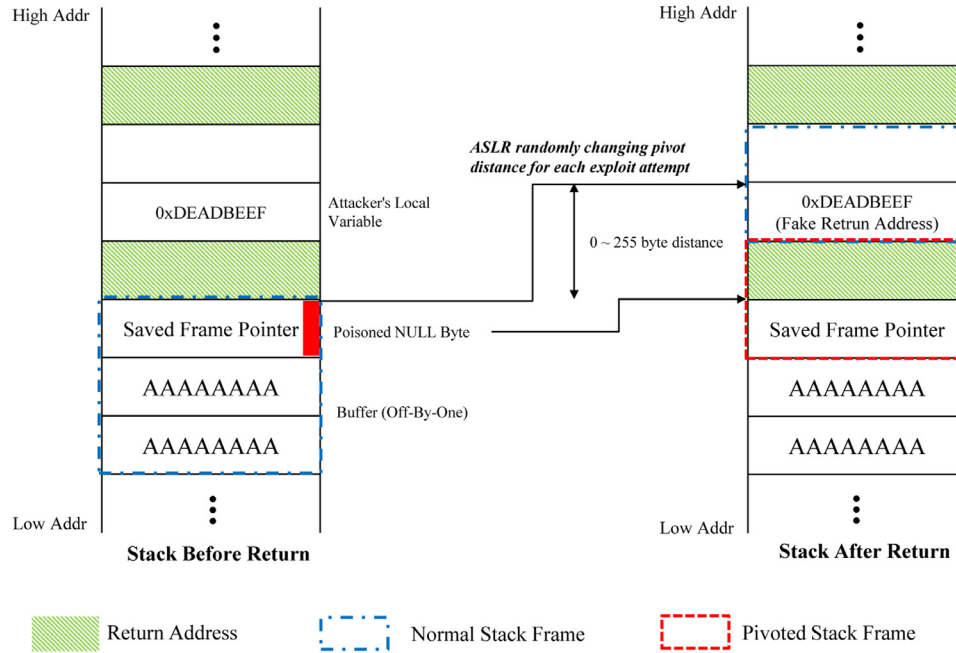 High Addr
0xDEADBEEF
Attacker's Local
Variable
Saved Frame Pointer
Poisoned NULL Byte
AAAAAAAA
AAAAAAAA
Buffer (Off-By-One)
Low Addr
Stack Before Return
ASLR randomly changing pivot
distance for each exploit attempt
0 ~ 255 byte distance
High Addr
0xDEADBEEF
(Fake Retrun Address)
Saved Frame Pointer
AAAAAAAA
AAAAAAAA
Low Addr
Stack After Return
Return Address
Normal Stack Frame
Pivoted Stack Frame